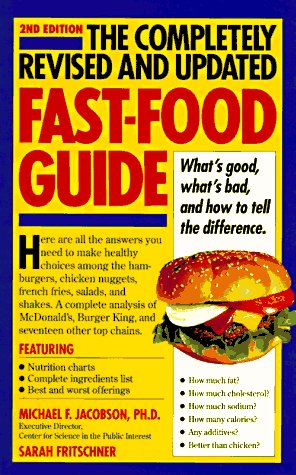 2ND EDITION
THE COMPLETELY
REVISED AND UPDATED
FAST-FOOD
GUIDE
What's good,
what's bad,
and how to tell
the difference.
Here are all the answers you
need to make healthy
choices among the ham-
burgers, chicken nuggets,
french fries, salads, and
shakes. A complete analysis of
McDonald's, Burger King, and
seventeen other top chains.
FEATURING
• Nutrition charts
• Complete ingredients list
• Best and worst offerings
MICHAEL F. JACOBSON, PH.D.
Executive Director,
Center for Science in the Public Interest
SARAH FRITSCHNER
• How much fat?
• How much cholesterol?
• How much sodium?
• How many calories?
• Any additives?
• Better than chicken?